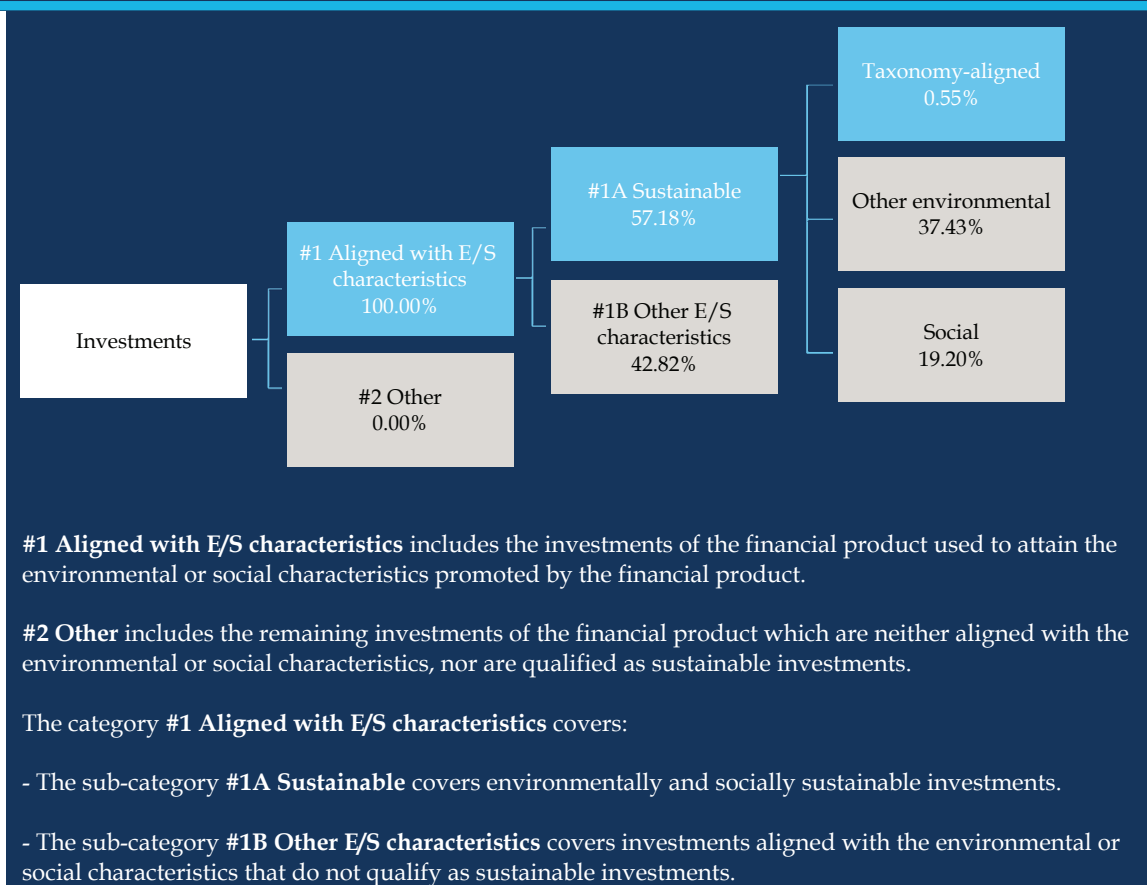 Investments
#1 Aligned with E/S
characteristics
100.00%
#2 Other
0.00%
#1A Sustainable
57.18%
#1B Other E/S
characteristics
42.82%
Taxonomy-aligned
0.55%
Other environmental
37.43%
Social
19.20%
#1 Aligned with E/S characteristics includes the investments of the financial product used to attain the
environmental or social characteristics promoted by the financial product.
#2 Other includes the remaining investments of the financial product which are neither aligned with the
environmental or social characteristics, nor are qualified as sustainable investments.
The category #1 Aligned with E/S characteristics covers:
- The sub-category #1A Sustainable covers environmentally and socially sustainable investments.
- The sub-category #1B Other E/S characteristics covers investments aligned with the environmental or
social characteristics that do not qualify as sustainable investments.